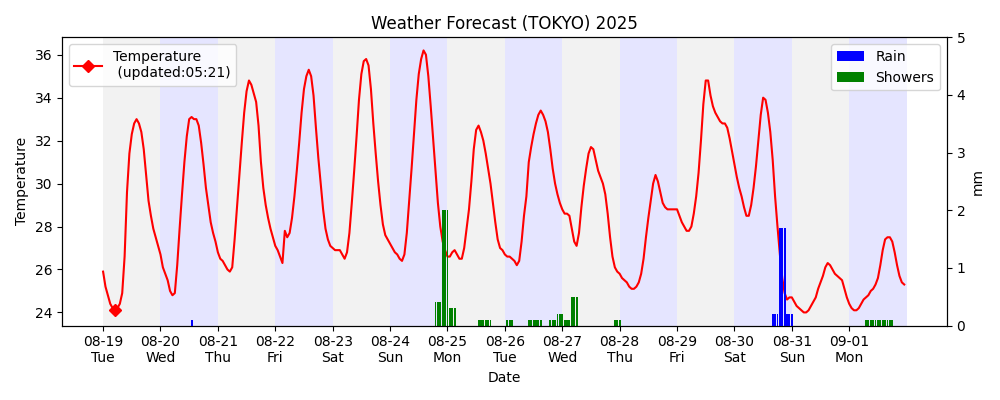 Weather Forecast (TOKYO) 2025
Temperature
(updated:05:21)
Rain
Showers
Temperature
36
34
32
30
28
26
24
5
4
3
2
1
0
mm
08-19 08-20 08-21 08-22 08-23 08-24 08-25 08-26 08-27 08-28 08-29 08-30 08-31 09-01
Tue Wed Thu Fri Sat Sun Mon Tue Wed Thu Fri Sat Sun Mon
Date